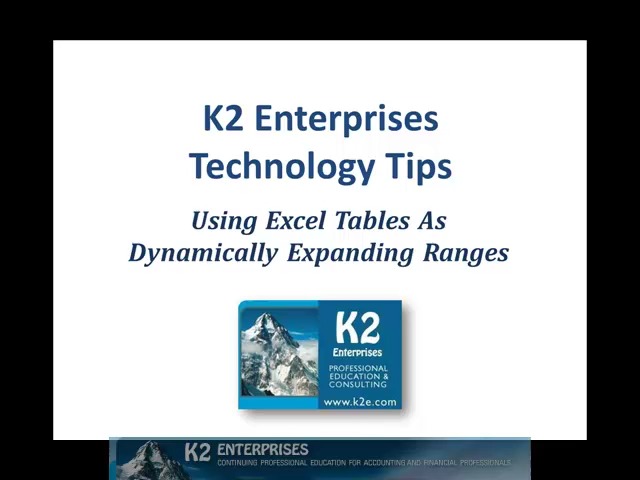 K2 Enterprises
Technology Tips
Using Excel Tables As
Dynamically Expanding Ranges
K2
Enterprises
PROFESSIONAL
EDUCATION &
CONSULTING
www.k2e.com
K2 ENTERPRISES
CONTINUING PROFESSIONAL EDUCATION FOR ACCOUNTING AND FINANCIAL PROFESSIONALS